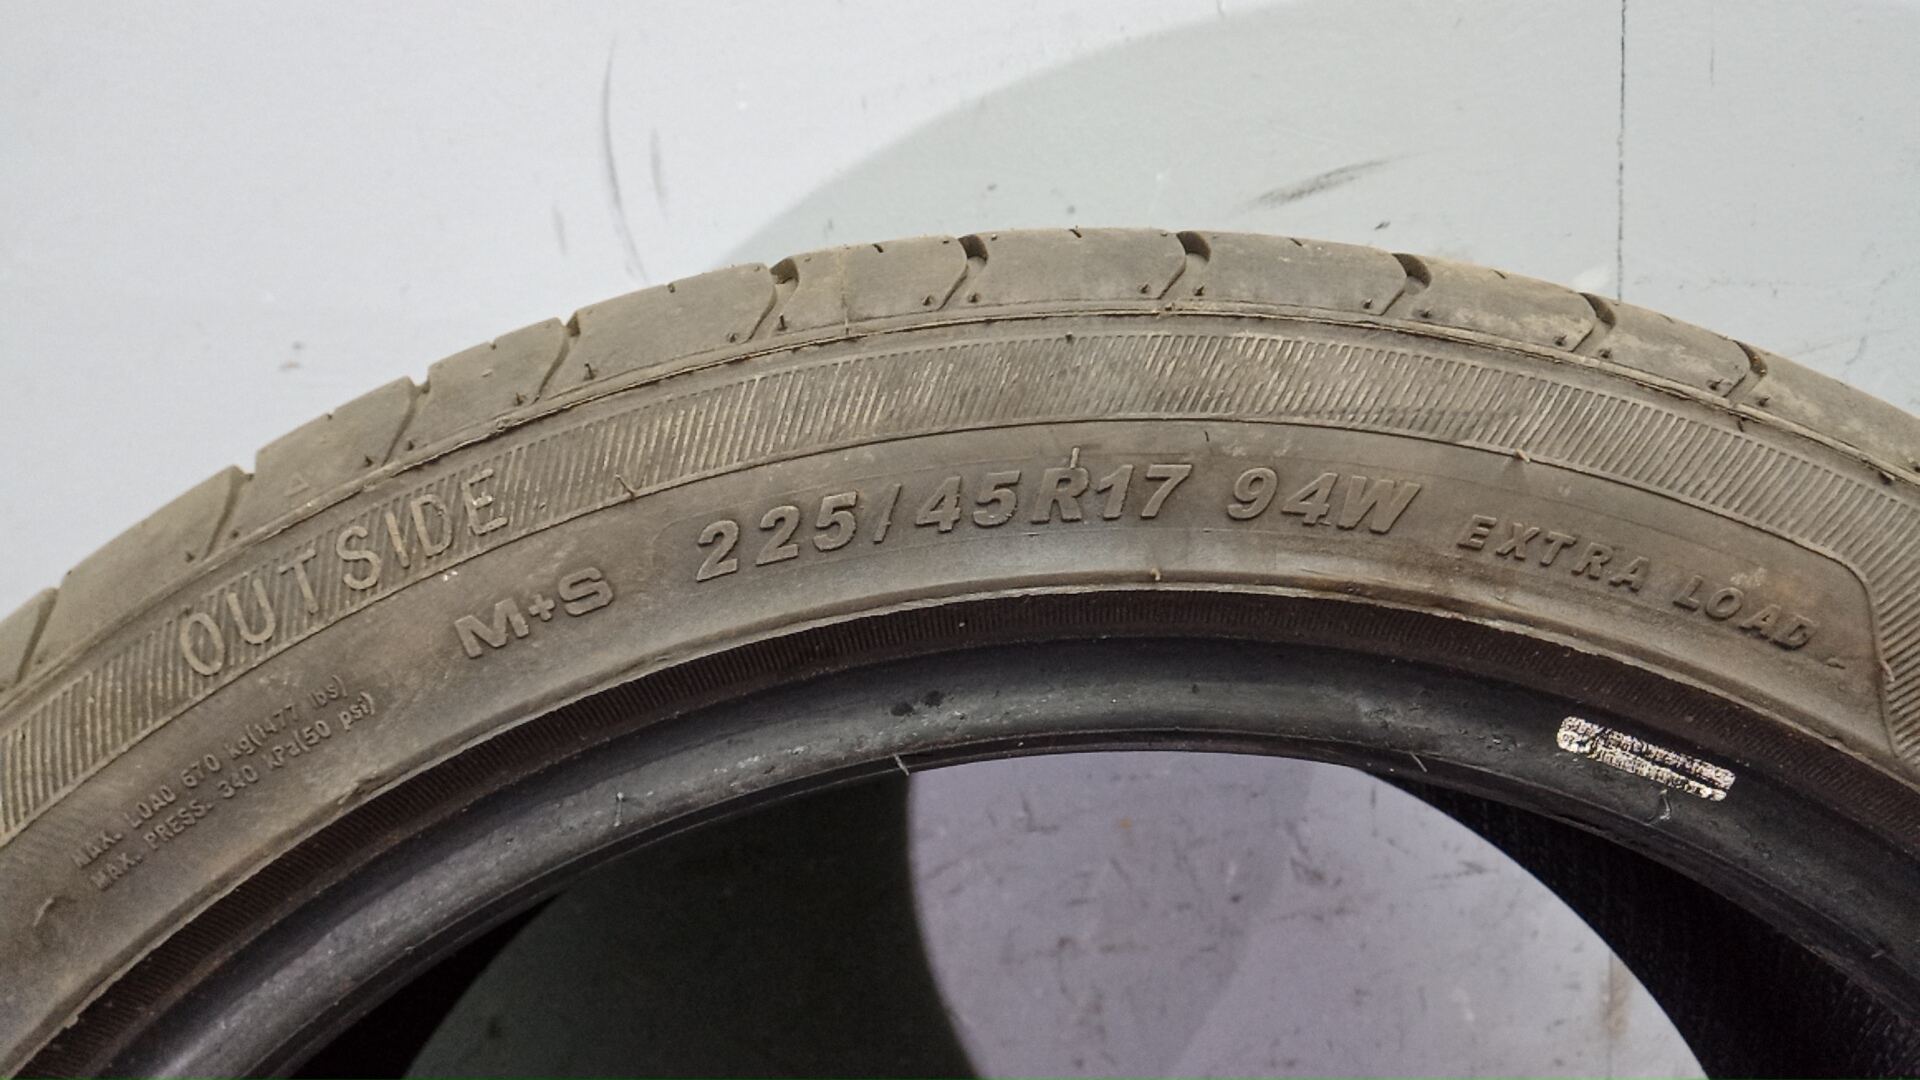 OUTSIDE
M+S 225/45R17 94W EXTRA LOAD
MAX. LOAD 670 kg(1477 lbs)
MAX. PRESS. 340 KPa(50 psi)